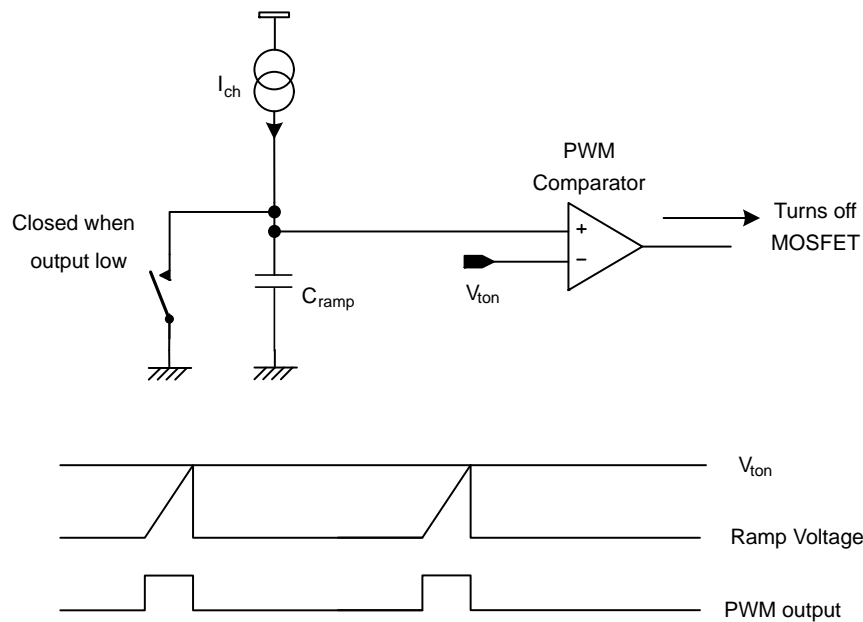 I_ch
PWM
Comparator
Closed when
output low
+
−
Turns off
MOSFET
V_ton
C_ramp
V_ton
Ramp Voltage
PWM output